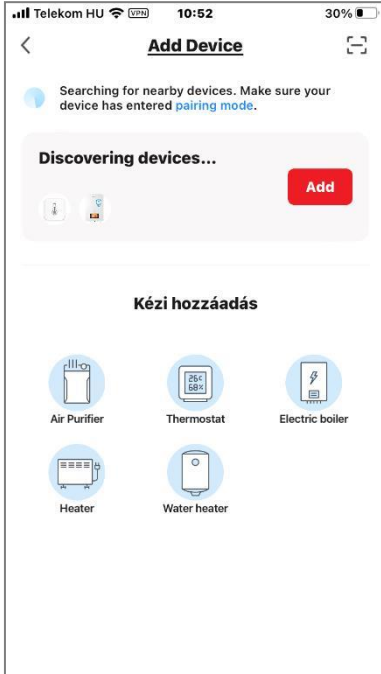 Telekom HU VPN 10:52 30%
Add Device
Searching for nearby devices. Make sure your
device has entered pairing mode.
Discovering devices...
Add
Kézi hozzáadás
26c
68%
Air Purifier Thermostat Electric boiler
Heater Water heater